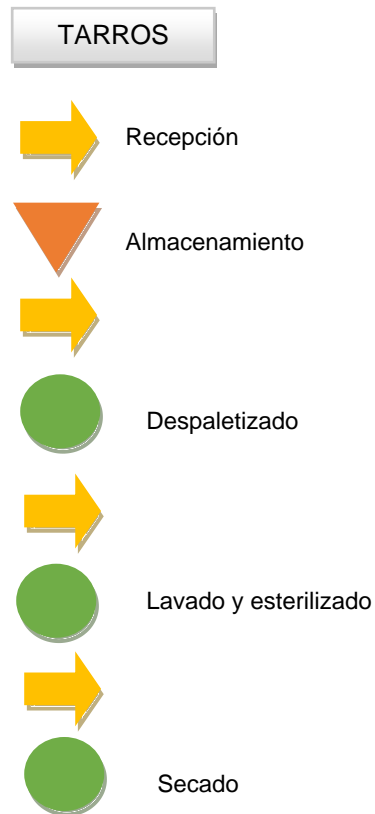 TARROS
Recepción
Almacenamiento
Despaletizado
Lavado y esterilizado
Secado